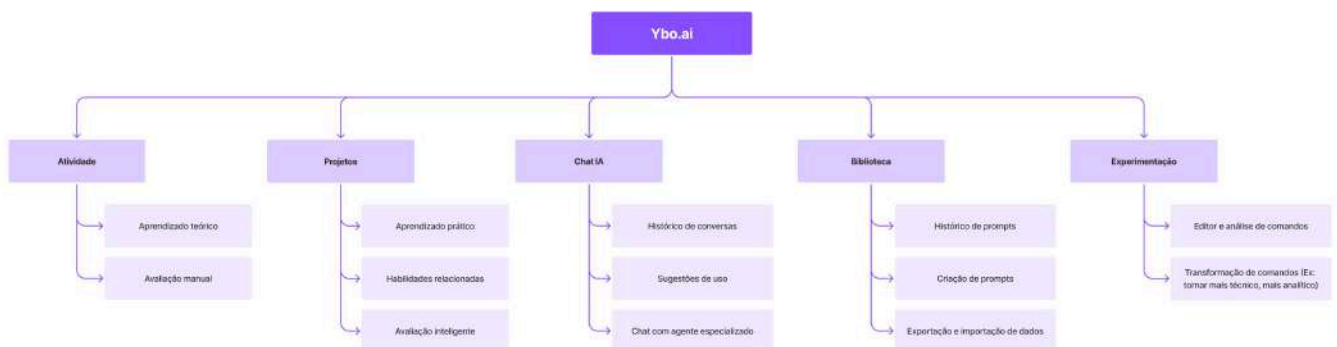 Ybo.ai
Atividade
Aprendizado teórico
Avaliação manual
Projetos
Aprendizado prático
Habilidades relacionadas
Avaliação inteligente
Chat IA
Histórico de conversas
Sugestões de uso
Chat com agente especializado
Biblioteca
Histórico de prompts
Criação de prompts
Exportação e importação de dados
Experimentação
Editor e análise de comandos
Transformação de comandos (Ex:
tornar mais técnico, mais analítico)